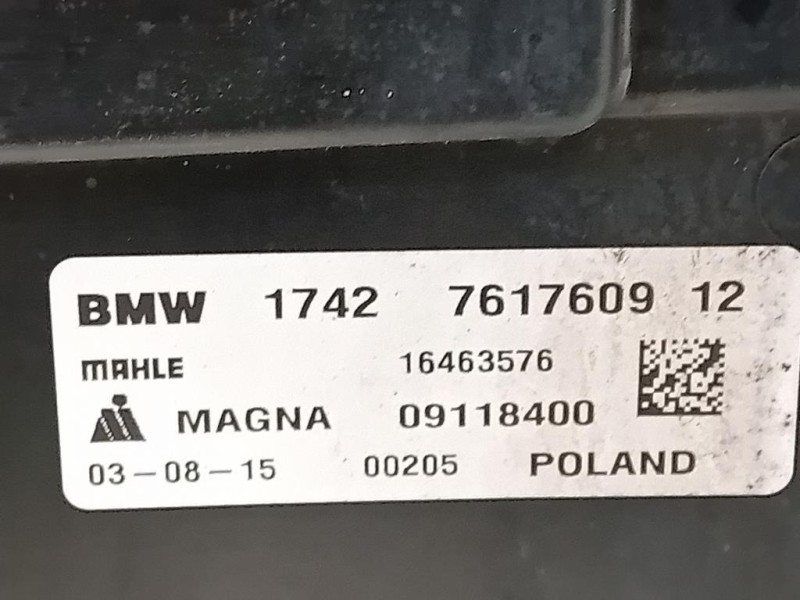 BMW 1742 7617609 12
MAHLE 16463576
MAGNA 09118400
03-08-15 00205 POLAND